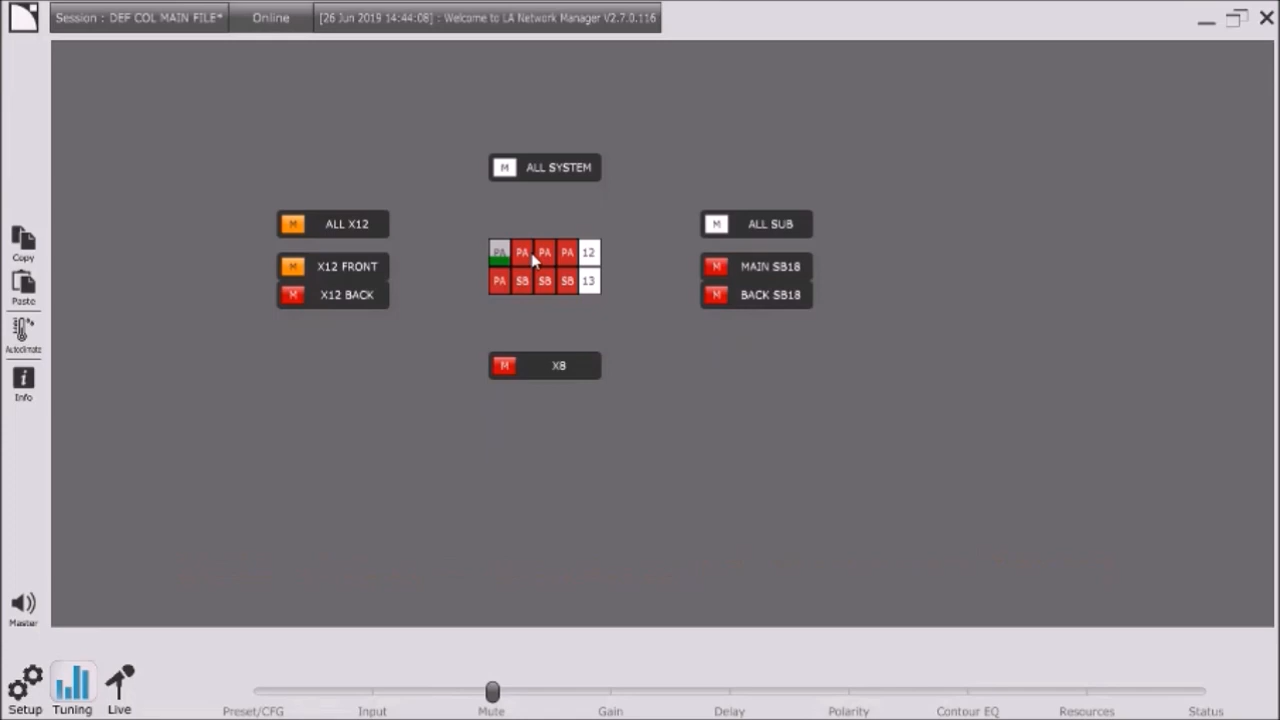 Session : DEF COL MAIN FILE* Online [26 Jun 2019 14:44:08] : Welcome to LA Network Manager V2.7.0.116
M ALL SYSTEM
M ALL X12
M ALL SUB
PA PA PA PA 12
M X12 FRONT
M MAIN SB18
PA SB SB SB 13
M X12 BACK
M BACK SB18
M X8
Copy
Paste
Autoclimate
Info
Master
Setup Tuning Live
Preset/CFG Input Mute Gain Delay Polarity Contour EQ Resources Status